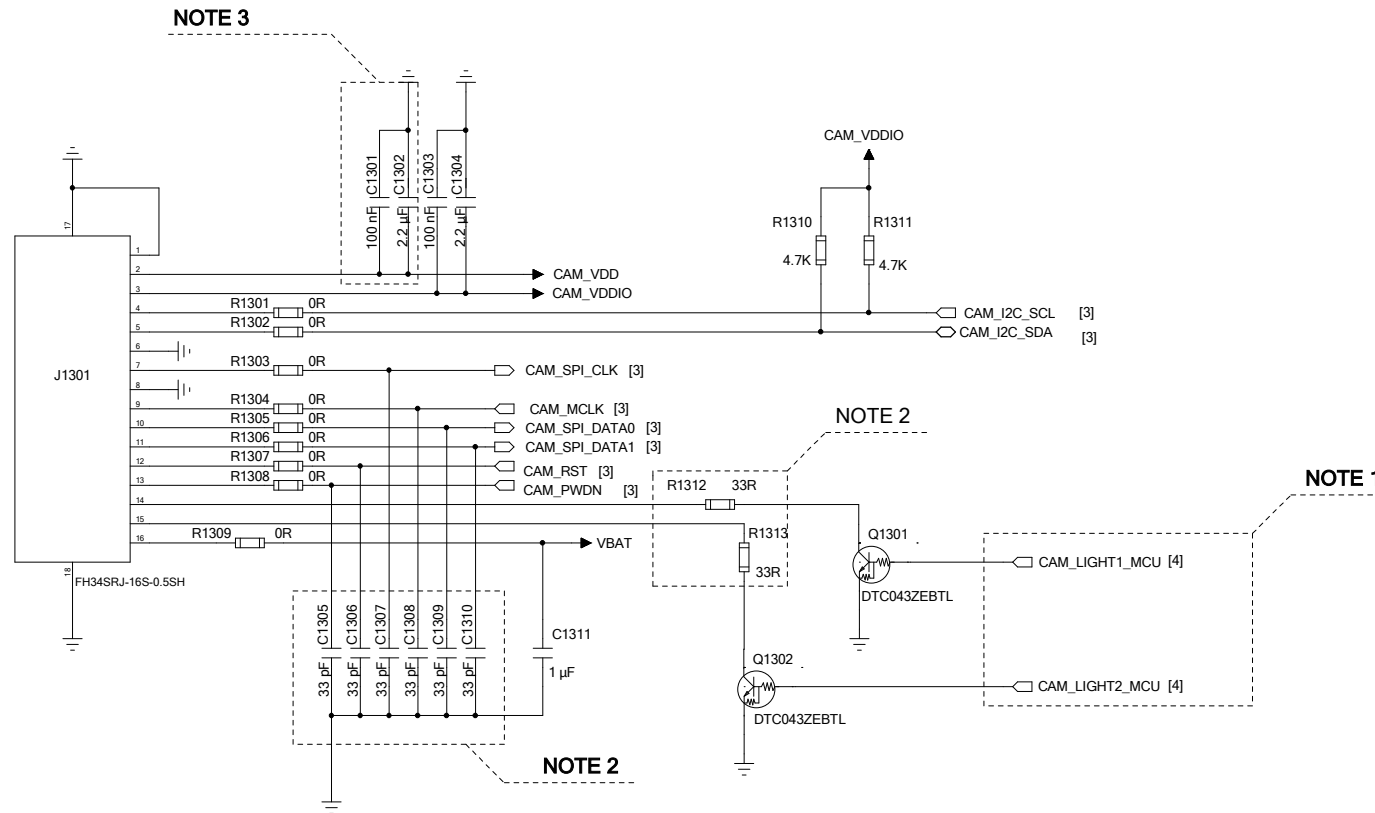 NOTE 3
C1301
100 nF
C1302
2.2 µF
C1303
100 nF
C1304
2.2 µF
CAM_VDDIO
R1310
4.7K
R1311
4.7K
17
1
2
3
4
5
6
7
8
9
10
11
12
13
14
15
16
18
J1301
FH34SRJ-16S-0.5SH
CAM_VDD
CAM_VDDIO
R1301 0R
CAM_I2C_SCL [3]
R1302 0R
CAM_I2C_SDA [3]
R1303 0R
CAM_SPI_CLK [3]
R1304 0R
CAM_MCLK [3]
R1305 0R
CAM_SPI_DATA0 [3]
R1306 0R
CAM_SPI_DATA1 [3]
R1307 0R
CAM_RST [3]
R1308 0R
CAM_PWDN [3]
R1309 0R
VBAT
NOTE 2
R1312 33R
R1313
33R
Q1301
DTC043ZEBTL
NOTE 1
CAM_LIGHT1_MCU [4]
Q1302
DTC043ZEBTL
CAM_LIGHT2_MCU [4]
C1305
33 pF
C1306
33 pF
C1307
33 pF
C1308
33 pF
C1309
33 pF
C1310
33 pF
C1311
1 µF
NOTE 2